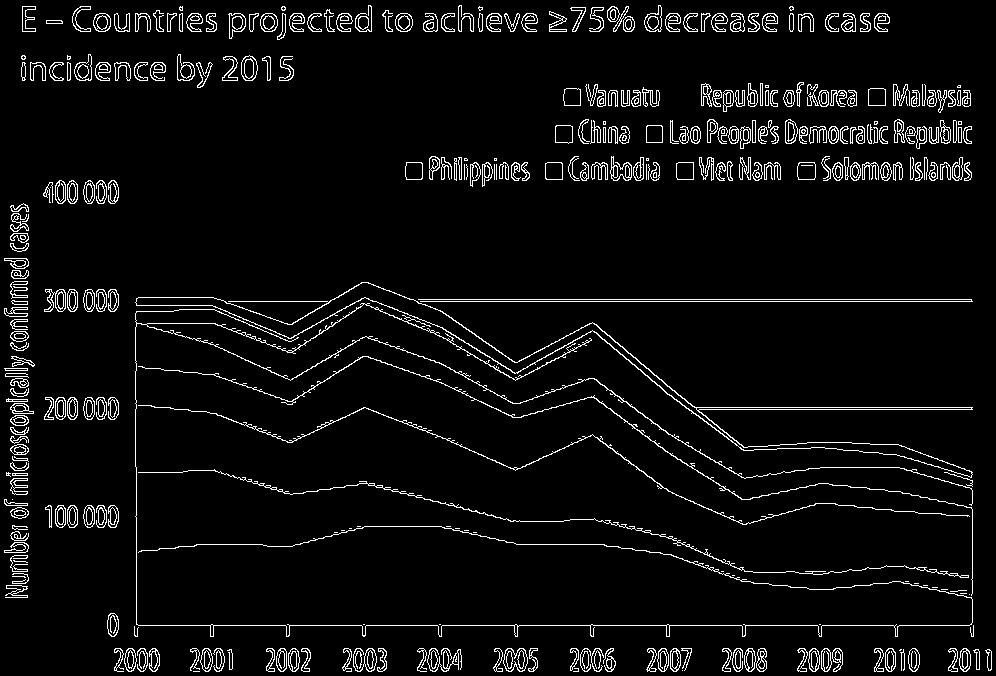 E – Countries projected to achieve ≥75% decrease in case
incidence by 2015
Vanuatu Republic of Korea Malaysia
China Lao People's Democratic Republic
Philippines Cambodia Viet Nam Solomon Islands
Number of microscopically confirmed cases
400 000
300 000
200 000
100 000
0
2000 2001 2002 2003 2004 2005 2006 2007 2008 2009 2010 2011